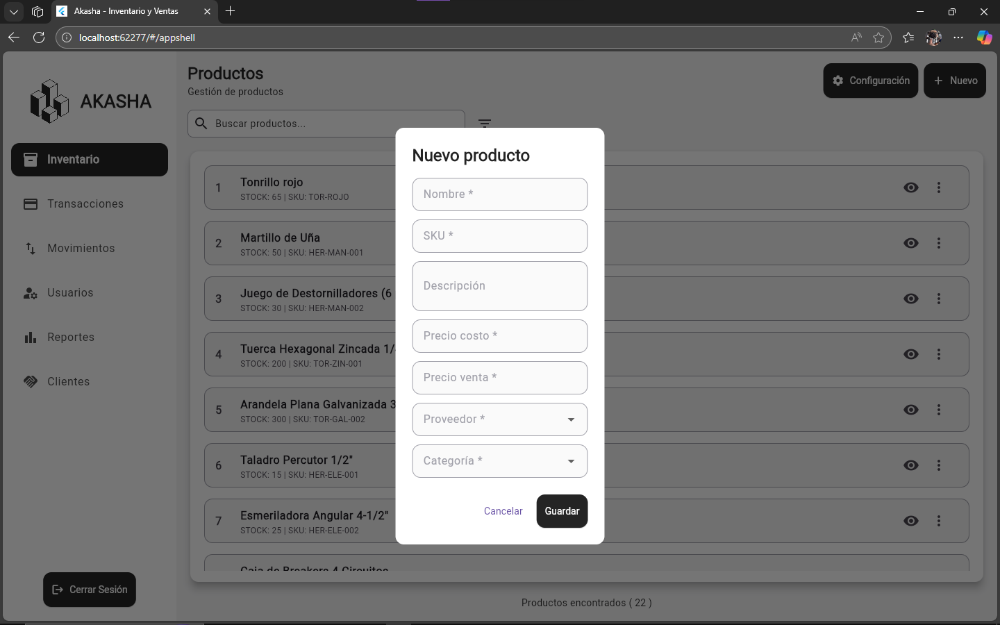 Akasha - Inventario y Ventas
localhost:62277/#/appshell
AKASHA
Inventario
Transacciones
Movimientos
Usuarios
Reportes
Clientes
Cerrar Sesión
Productos
Gestión de productos
Configuración
Nuevo
Buscar productos...
1
Tonrillo rojo
STOCK: 65 | SKU: TOR-ROJO
2
Martillo de Uña
STOCK: 50 | SKU: HER-MAN-001
3
Juego de Destornilladores (6
STOCK: 30 | SKU: HER-MAN-002
4
Tuerca Hexagonal Zincada 1/
STOCK: 200 | SKU: TOR-ZIN-001
5
Arandela Plana Galvanizada 3
STOCK: 300 | SKU: TOR-GAL-002
6
Taladro Percutor 1/2"
STOCK: 15 | SKU: HER-ELE-001
7
Esmeriladora Angular 4-1/2"
STOCK: 25 | SKU: HER-ELE-002
Caja de Breakers 4 Circuitos
Productos encontrados ( 22 )
Nuevo producto
Nombre *
SKU *
Descripción
Precio costo *
Precio venta *
Proveedor *
Categoría *
Cancelar
Guardar